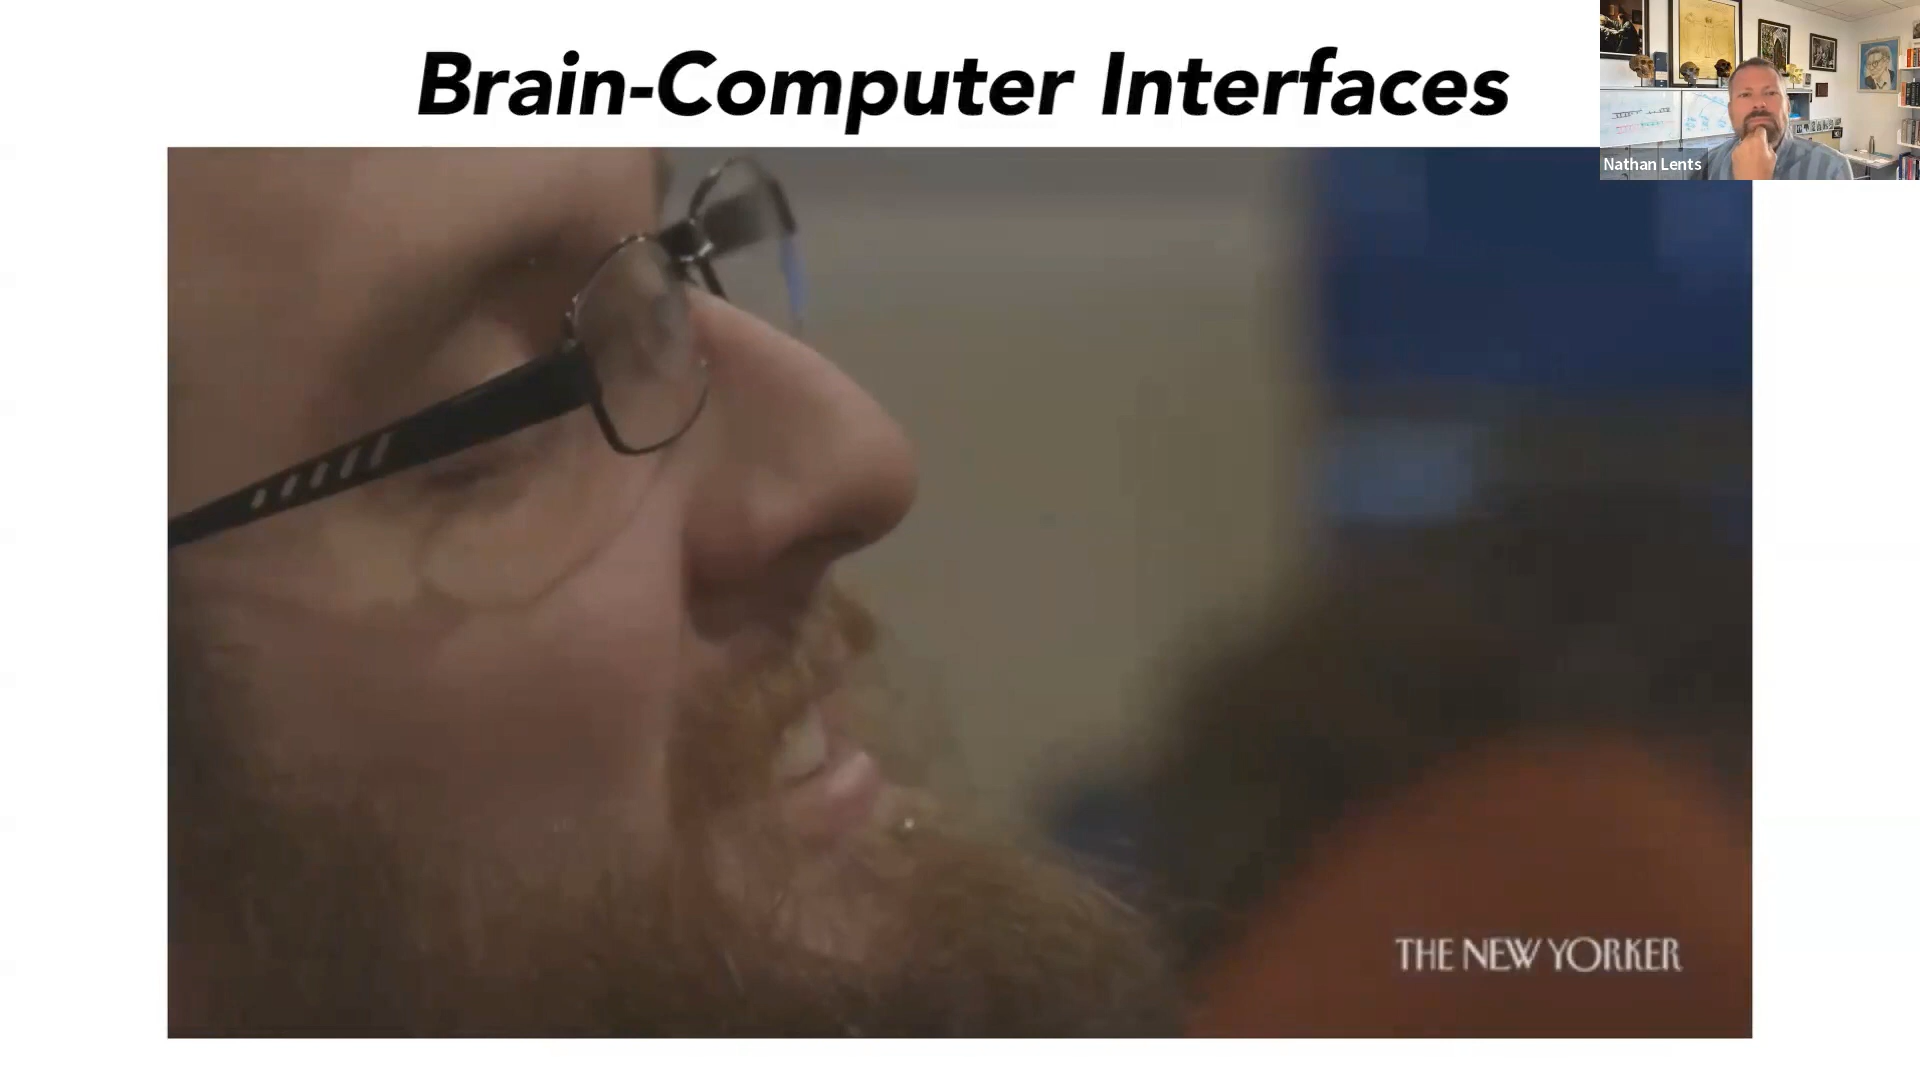 Brain-Computer Interfaces
Nathan Lents
THE NEW YORKER